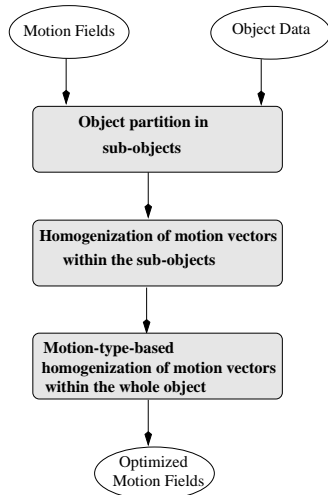 Motion Fields
Object Data
Object partition in
sub-objects
Homogenization of motion vectors
within the sub-objects
Motion-type-based
homogenization of motion vectors
within the whole object
Optimized
Motion Fields